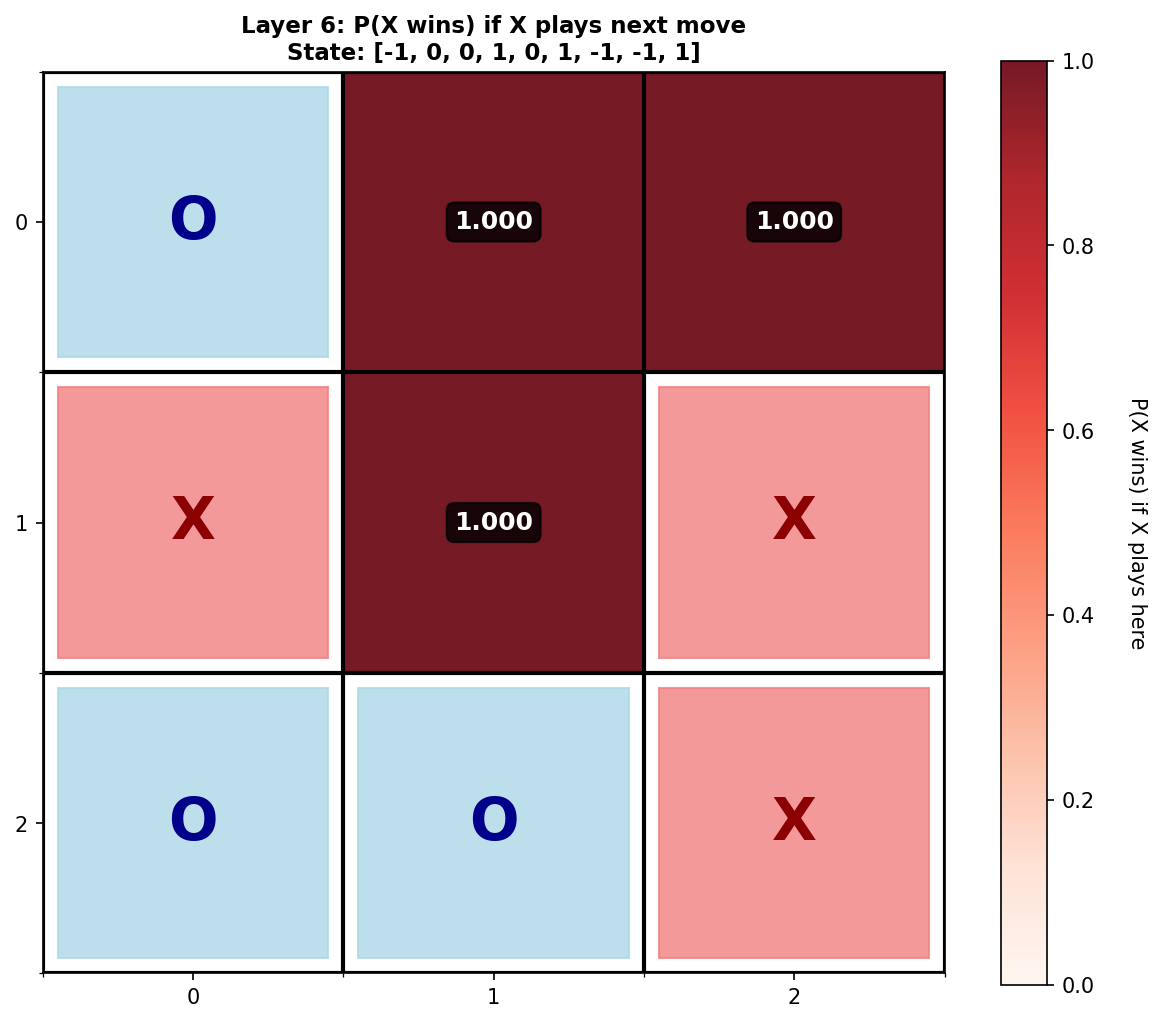 Layer 6: P(X wins) if X plays next move
State: [-1, 0, 0, 1, 0, 1, -1, -1, 1]
0
O
1.000
1.000
1
X
1.000
X
2
O
O
X
0
1
2
1.0
0.8
0.6
0.4
0.2
0.0
P(X wins) if X plays here